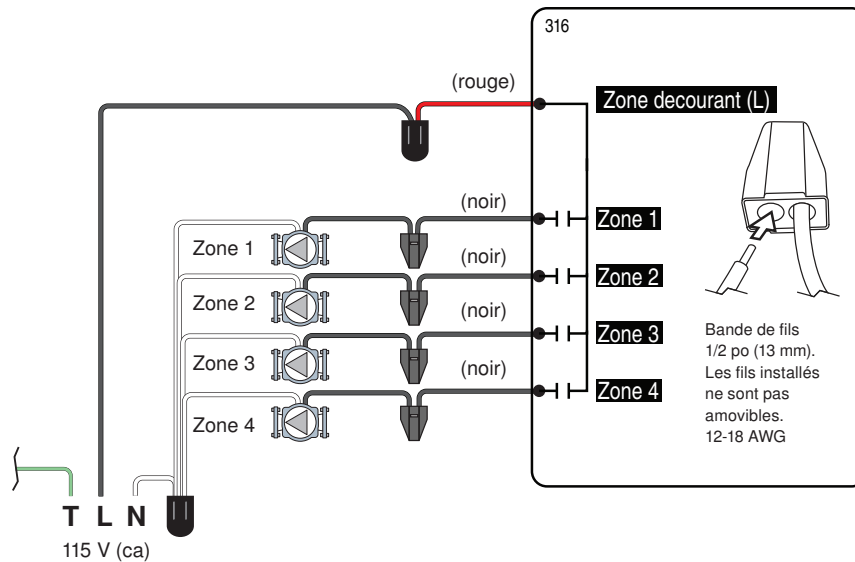 316
(rouge)
Zone decourant (L)
(noir)
Zone 1
Zone 1
(noir)
Zone 2
Zone 2
(noir)
Zone 3
Zone 3
(noir)
Zone 4
Zone 4
Bande de fils
1/2 po (13 mm).
Les fils installés
ne sont pas
amovibles.
12-18 AWG
T L N
115 V (ca)